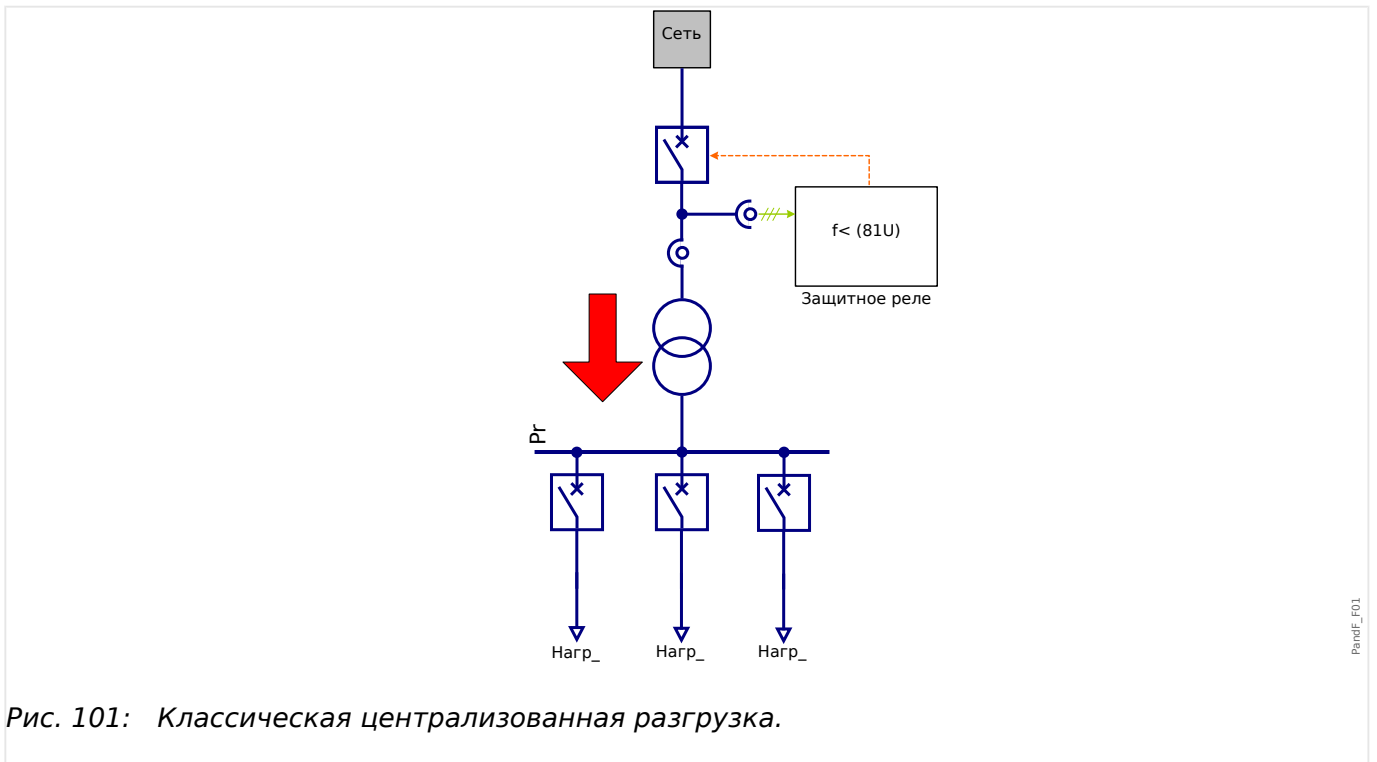 Сеть
f< (81U)
Защитное реле
Pr
Нагр_
Нагр_
Нагр_
PandF_F01
Рис. 101: Классическая централизованная разгрузка.